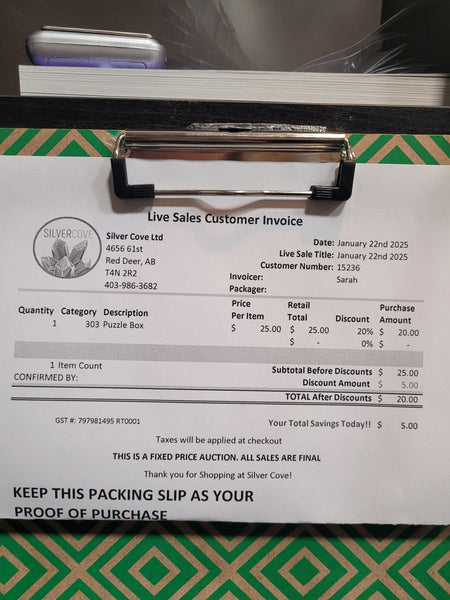 Live Sales Customer Invoice
SILVERCOVE
Silver Cove Ltd
4656 61st
Red Deer, AB
T4N 2R2
403-986-3682
Date: January 22nd 2025
Live Sale Title: January 22nd 2025
Customer Number: 15236
Invoicer: Sarah
Packager:
Quantity Category Description Price Per Item Retail Total Discount Purchase Amount
1 303 Puzzle Box $ 25.00 $ 25.00 20% $ 20.00
$ - 0% $ -
1 Item Count
Subtotal Before Discounts $ 25.00
CONFIRMED BY:
Discount Amount $ 5.00
TOTAL After Discounts $ 20.00
GST #: 797981495 RT0001
Your Total Savings Today!! $ 5.00
Taxes will be applied at checkout
THIS IS A FIXED PRICE AUCTION. ALL SALES ARE FINAL
Thank you for Shopping at Silver Cove!
KEEP THIS PACKING SLIP AS YOUR
PROOF OF PURCHASE